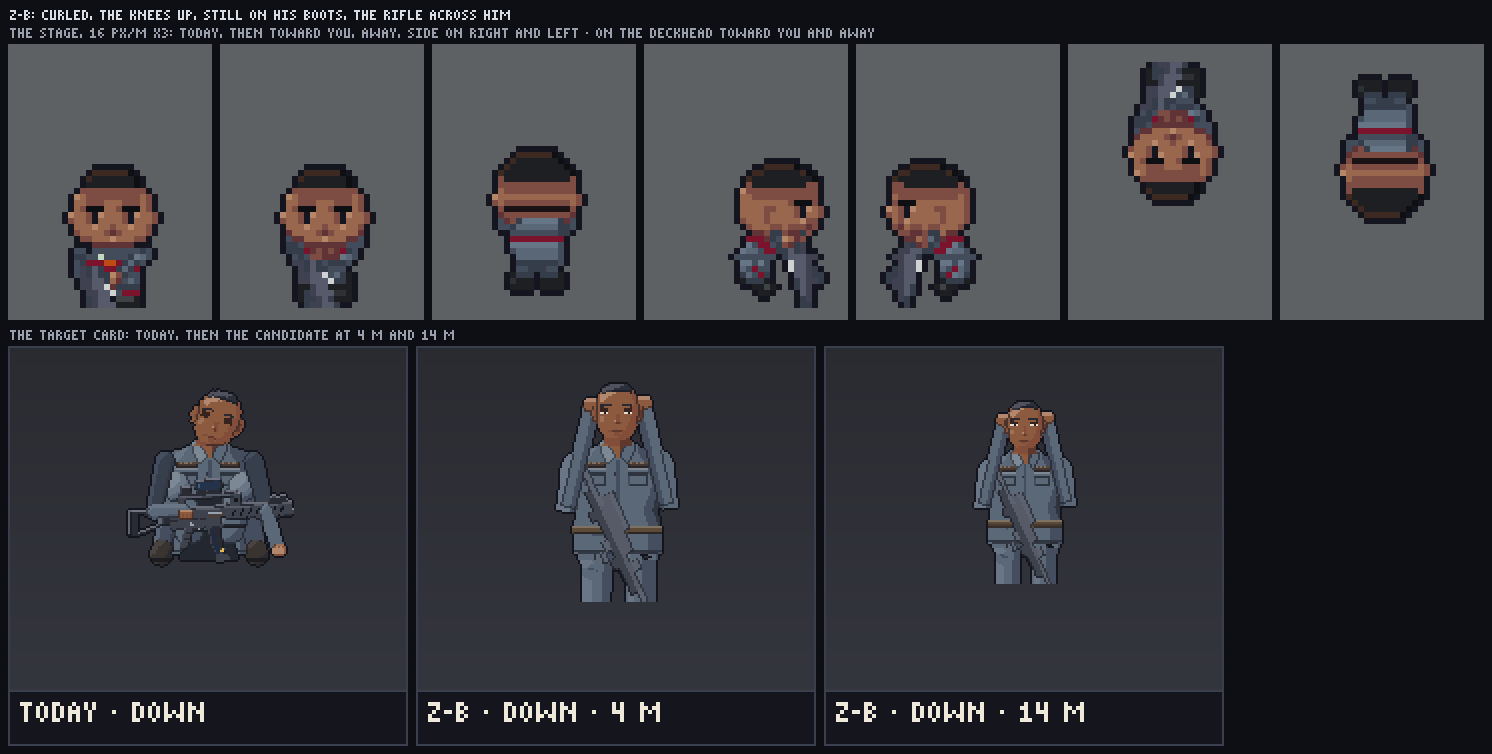 Z-B: CURLED, THE KNEES UP, STILL ON HIS BOOTS, THE RIFLE ACROSS HIM
THE STAGE, 16 PX/M X3: TODAY, THEN TOWARD YOU, AWAY, SIDE ON RIGHT AND LEFT · ON THE DECKHEAD TOWARD YOU AND AWAY
THE TARGET CARD: TODAY, THEN THE CANDIDATE AT 4 M AND 14 M
TODAY · DOWN
Z-B · DOWN · 4 M
Z-B · DOWN · 14 M